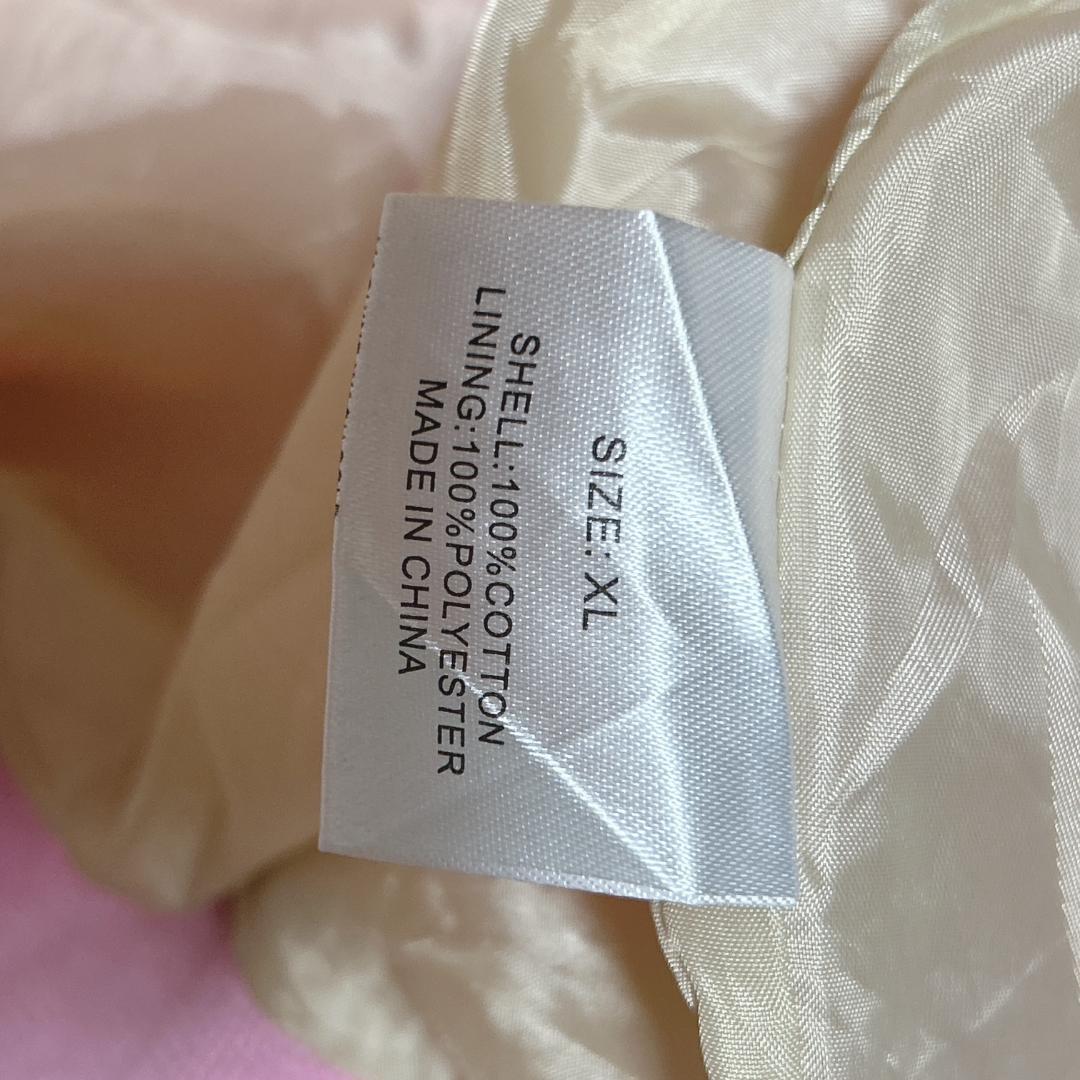 SIZE: XL
SHELL:100%COTTON
LINING:100%POLYESTER
MADE IN CHINA